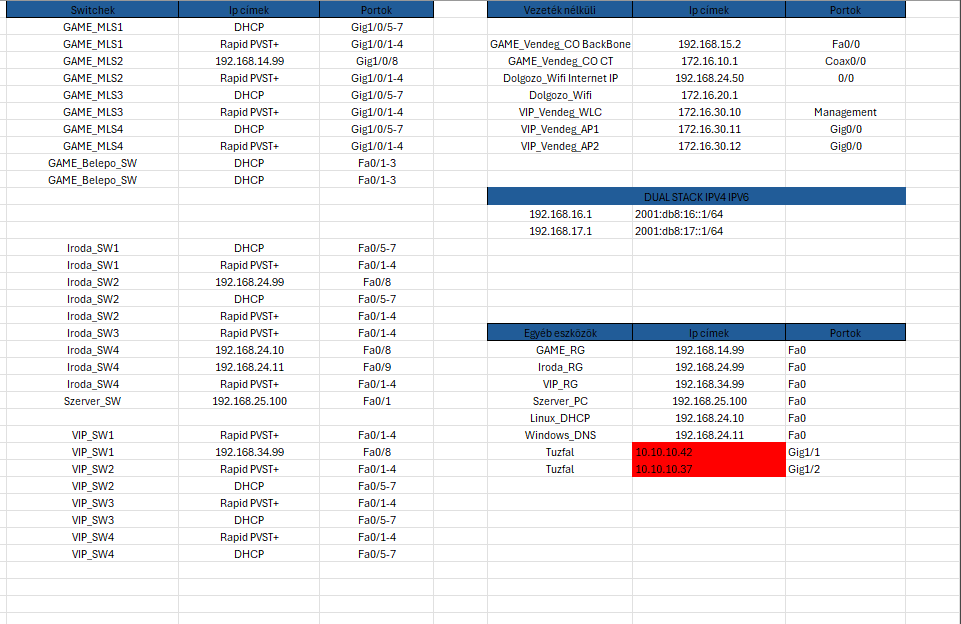 Switchek Ip címek Portok
GAME_MLS1 DHCP Gig1/0/5-7
GAME_MLS1 Rapid PVST+ Gig1/0/1-4
GAME_MLS2 192.168.14.99 Gig1/0/8
GAME_MLS2 Rapid PVST+ Gig1/0/1-4
GAME_MLS3 DHCP Gig1/0/5-7
GAME_MLS3 Rapid PVST+ Gig1/0/1-4
GAME_MLS4 DHCP Gig1/0/5-7
GAME_MLS4 Rapid PVST+ Gig1/0/1-4
GAME_Belepo_SW DHCP Fa0/1-3
GAME_Belepo_SW DHCP Fa0/1-3
Iroda_SW1 DHCP Fa0/5-7
Iroda_SW1 Rapid PVST+ Fa0/1-4
Iroda_SW2 192.168.24.99 Fa0/8
Iroda_SW2 DHCP Fa0/5-7
Iroda_SW2 Rapid PVST+ Fa0/1-4
Iroda_SW3 Rapid PVST+ Fa0/1-4
Iroda_SW4 192.168.24.10 Fa0/8
Iroda_SW4 192.168.24.11 Fa0/9
Iroda_SW4 Rapid PVST+ Fa0/1-4
Szerver_SW 192.168.25.100 Fa0/1
VIP_SW1 Rapid PVST+ Fa0/1-4
VIP_SW1 192.168.34.99 Fa0/8
VIP_SW2 Rapid PVST+ Fa0/1-4
VIP_SW2 DHCP Fa0/5-7
VIP_SW3 Rapid PVST+ Fa0/1-4
VIP_SW3 DHCP Fa0/5-7
VIP_SW4 Rapid PVST+ Fa0/1-4
VIP_SW4 DHCP Fa0/5-7
Vezeték nélküli Ip címek Portok
GAME_Vendeg_CO BackBone 192.168.15.2 Fa0/0
GAME_Vendeg_CO CT 172.16.10.1 Coax0/0
Dolgozo_Wifi Internet IP 192.168.24.50 0/0
Dolgozo_Wifi 172.16.20.1
VIP_Vendeg_WLC 172.16.30.10 Management
VIP_Vendeg_AP1 172.16.30.11 Gig0/0
VIP_Vendeg_AP2 172.16.30.12 Gig0/0
DUAL STACK IPV4 IPV6
192.168.16.1 2001:db8:16::1/64
192.168.17.1 2001:db8:17::1/64
Egyéb eszközök Ip címek Portok
GAME_RG 192.168.14.99 Fa0
Iroda_RG 192.168.24.99 Fa0
VIP_RG 192.168.34.99 Fa0
Szerver_PC 192.168.25.100 Fa0
Linux_DHCP 192.168.24.10 Fa0
Windows_DNS 192.168.24.11 Fa0
Tuzfal 10.10.10.42 Gig1/1
Tuzfal 10.10.10.37 Gig1/2